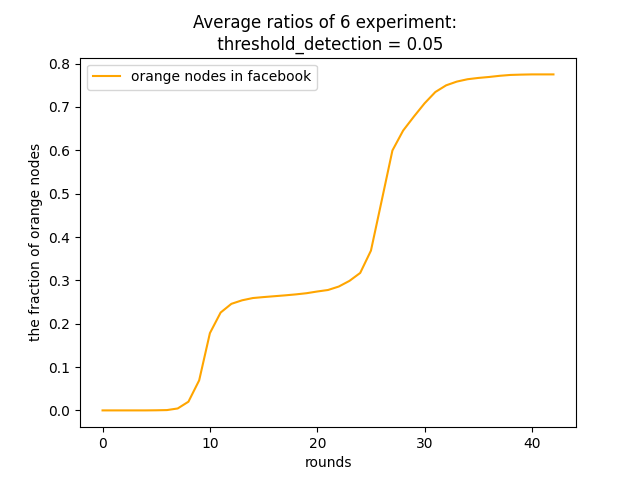 Average ratios of 6 experiment:
threshold_detection = 0.05
orange nodes in facebook
the fraction of orange nodes
0.8
0.7
0.6
0.5
0.4
0.3
0.2
0.1
0.0
0 10 20 30 40
rounds